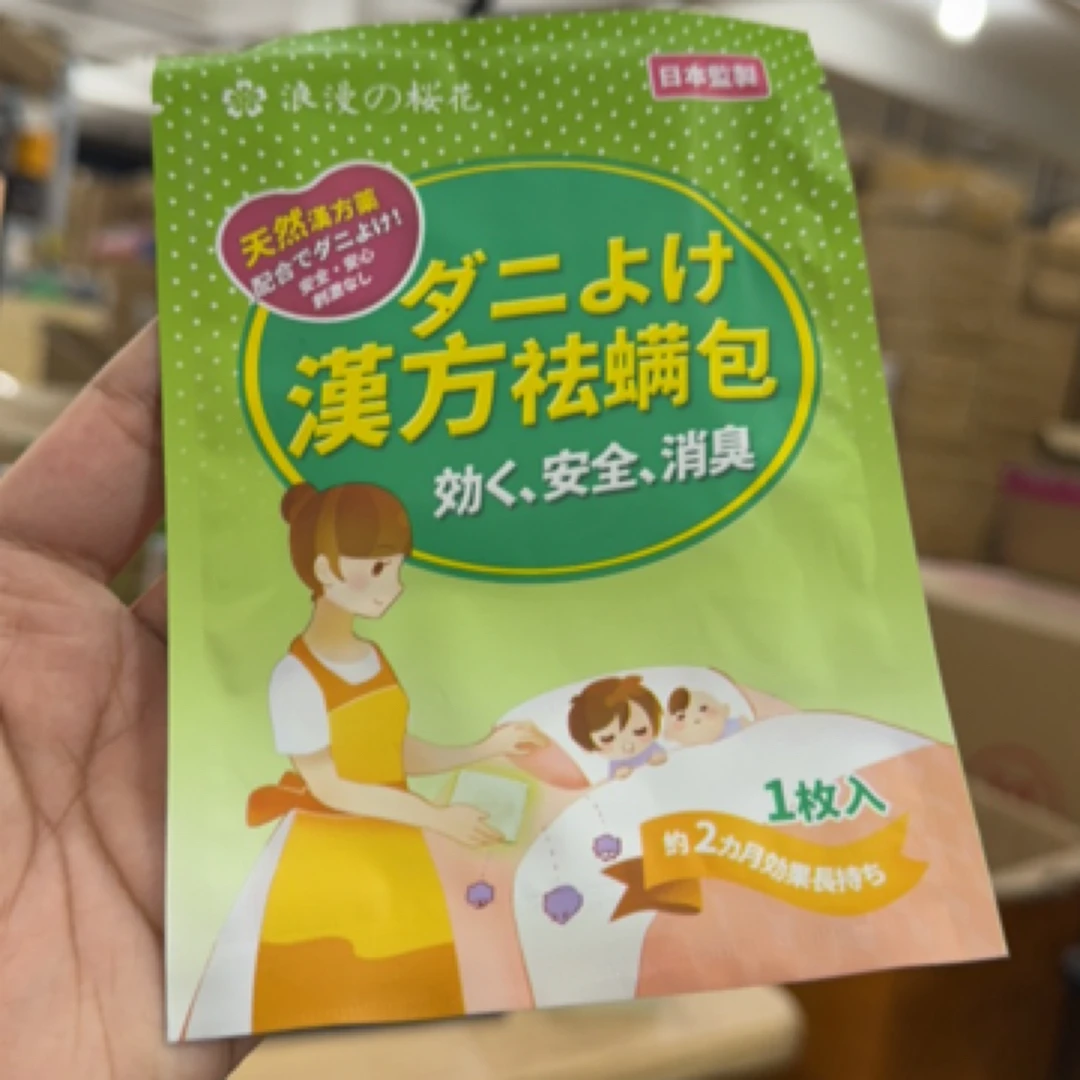 浪漫の桜花
日本監製
天然漢方薬
配合でダニよけ!
安全・安心
刺激なし
ダニよけ
漢方祛螨包
効く、安全、消臭
1枚入
約2カ月効果長持ち